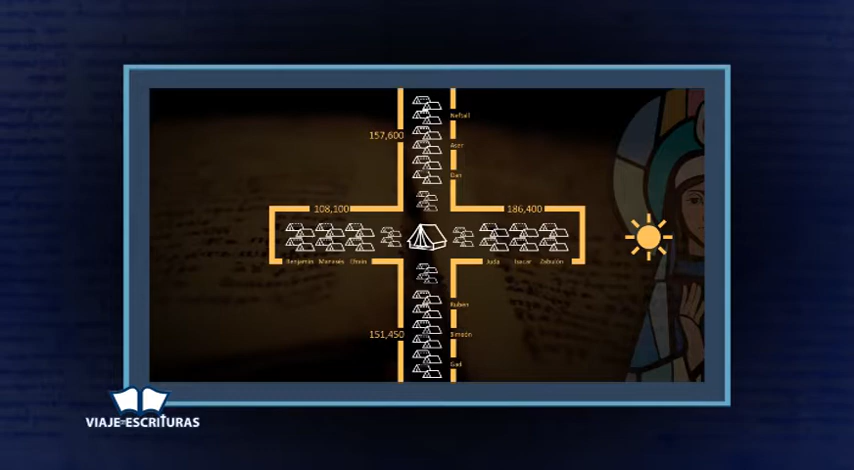 Neftalí
157,600
Aser
Dan
108,100
186,400
Benjamín Manasés Efraín
Judá Isacar Zabulón
Rubén
151,450
Simeón
Gad
VIAJE A LAS ESCRITURAS